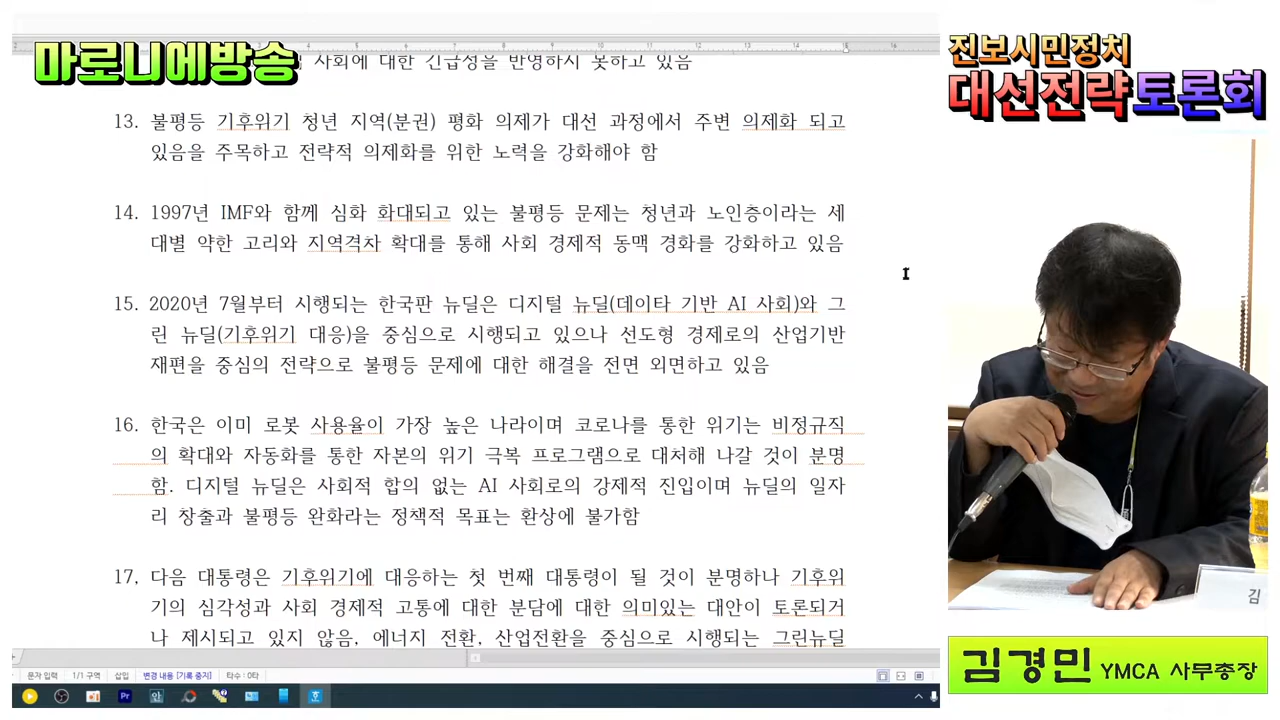 마로니에방송
사회에 대한 긴급성을 반영하지 못하고 있음
13. 불평등 기후위기 청년 지역(분권) 평화 의제가 대선 과정에서 주변 의제화 되고
있음을 주목하고 전략적 의제화를 위한 노력을 강화해야 함
14. 1997년 IMF와 함께 심화 확대되고 있는 불평등 문제는 청년과 노인층이라는 세
대별 약한 고리와 지역격차 확대를 통해 사회 경제적 동맥 경화를 강화하고 있음
15. 2020년 7월부터 시행되는 한국판 뉴딜은 디지털 뉴딜(데이타 기반 AI 사회)와 그
린 뉴딜(기후위기 대응)을 중심으로 시행되고 있으나 선도형 경제로의 산업기반
재편을 중심의 전략으로 불평등 문제에 대한 해결을 전면 외면하고 있음
16. 한국은 이미 로봇 사용율이 가장 높은 나라이며 코로나를 통한 위기는 비정규직
의 확대와 자동화를 통한 자본의 위기 극복 프로그램으로 대처해 나갈 것이 분명
함. 디지털 뉴딜은 사회적 합의 없는 AI 사회로의 강제적 진입이며 뉴딜의 일자
리 창출과 불평등 완화라는 정책적 목표는 환상에 불가함
17, 다음 대통령은 기후위기에 대응하는 첫 번째 대통령이 될 것이 분명하나 기후위
기의 심각성과 사회 경제적 고통에 대한 분담에 대한 의미있는 대안이 토론되거
나 제시되고 있지 않음. 에너지 전환, 산업전환을 중심으로 시행되는 그린뉴딜
문자 입력 1/1 구역 삽입 변경 내용 [기록 중지] 타수 : 0타
진보시민정치
대선전략토론회
김
김경민 YMCA 사무총장